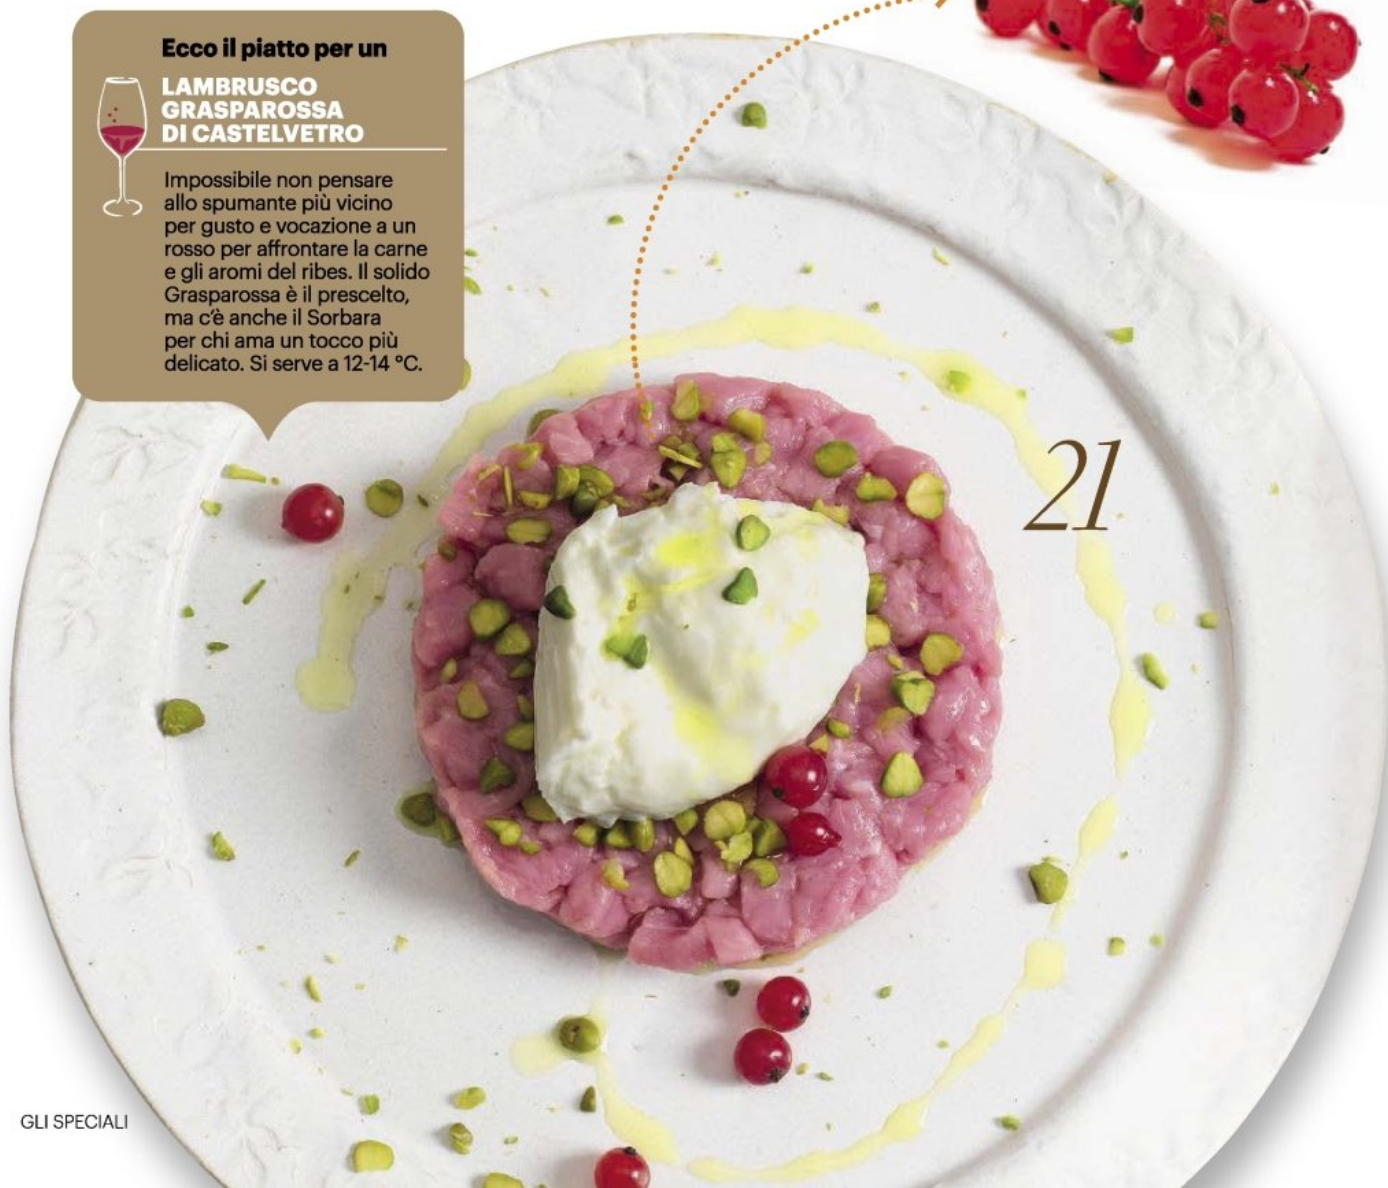 Ecco il piatto per un
LAMBRUSCO
GRASPAROSSA
DI CASTELVETRO
Impossibile non pensare
allo spumante più vicino
per gusto e vocazione a un
rosso per affrontare la carne
e gli aromi del ribes. Il solido
Grasparossa è il prescelto,
ma c'è anche il Sorbara
per chi ama un tocco più
delicato. Si serve a 12-14 °C.
21
GLI SPECIALI